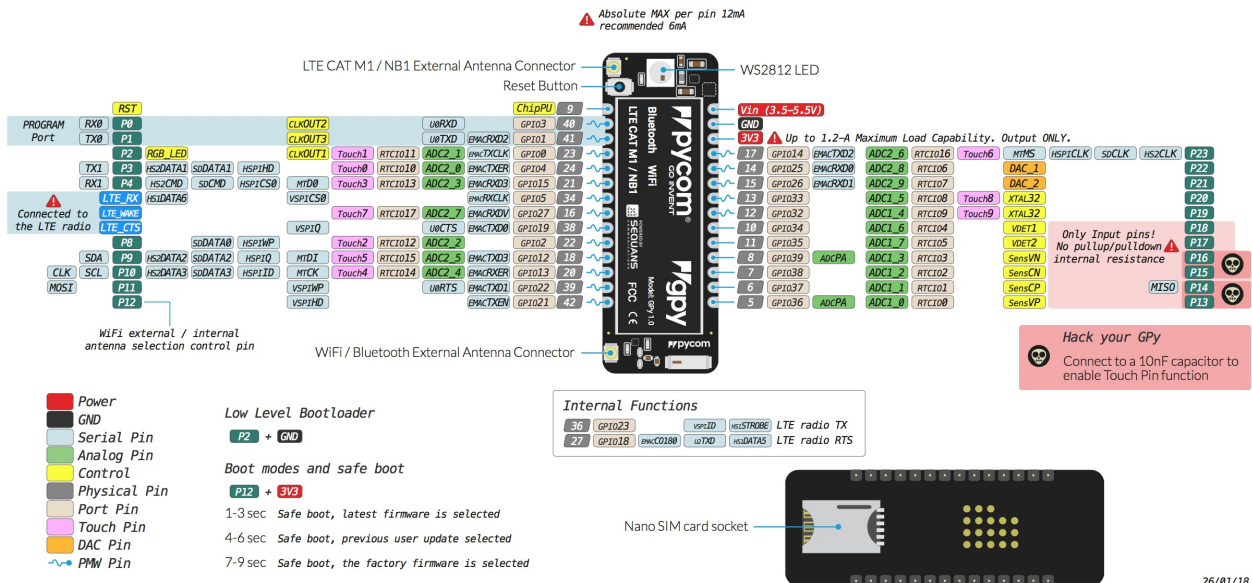 Absolute MAX per pin 12mA
recommended 6mA
LTE CAT M1 / NB1 External Antenna Connector
WS2812 LED
Reset Button
RST ChipPU 9
Vin (3.5–5.5V)
PROGRAM
Port
RX0 P0 CLKOUT2 U0RXD GPIO3 40
GND
TX0 P1 CLKOUT3 U0TXD EMACRXD2 GPIO1 41
3V3 Up to 1.2–A Maximum Load Capability. Output ONLY.
P2 RGB_LED CLKOUT1 Touch1 RTCIO11 ADC2_1 EMACTXCLK GPIO0 23
17 GPIO14 EMACTXD2 ADC2_6 RTCIO16 Touch6 MTMS HSPICLK SDCLK HS2CLK P23
TX1 P3 HS2DATA1 SDDATA1 HSPIHD Touch0 RTCIO10 ADC2_0 EMACTXER GPIO4 24
14 GPIO25 EMACRXD0 ADC2_8 RTCIO6 DAC_1 P22
RX1 P4 HS2CMD SDCMD HSPICS0 MTDO Touch3 RTCIO13 ADC2_3 EMACRXD3 GPIO15 21
15 GPIO26 EMACRXD1 ADC2_9 RTCIO7 DAC_2 P21
LTE_RX HS1DATA6 VSPICS0 EMACRXCLK GPIO5 34
13 GPIO33 ADC1_5 RTCIO8 Touch8 XTAL32 P20
Connected to
the LTE radio
LTE_WAKE Touch7 RTCIO17 ADC2_7 EMACRXDV GPIO27 16
12 GPIO32 ADC1_4 RTCIO9 Touch9 XTAL32 P19
LTE_CTS VSPIQ U0CTS EMACTXD0 GPIO19 38
10 GPIO34 ADC1_6 RTCIO4 VDET1 P18
P8 SDDATA0 HSPIWP Touch2 RTCIO12 ADC2_2 GPIO2 22
11 GPIO35 ADC1_7 RTCIO5 VDET2 P17
Only Input pins!
No pullup/pulldown
internal resistance
SDA P9 HS2DATA2 SDDATA2 HSPIQ MTDI Touch5 RTCIO15 ADC2_5 EMACTXD3 GPIO12 18
8 GPIO39 ADCPA ADC1_3 RTCIO3 SensVN P16
CLK SCL P10 HS2DATA3 SDDATA3 HSPIID MTCK Touch4 RTCIO14 ADC2_4 EMACRXER GPIO13 20
7 GPIO38 ADC1_2 RTCIO2 SensCN P15
MOSI P11 VSPIWP U0RTS EMACTXD1 GPIO22 39
6 GPIO37 ADC1_1 RTCIO1 SensCP MISO P14
P12 VSPIHD EMACTXEN GPIO21 42
5 GPIO36 ADCPA ADC1_0 RTCIO0 SensVP P13
Bluetooth WiFi
LTE CAT M1 / NB1
pycom
GO INVENT
POWERED BY
SEQUANS
COMMUNICATIONS
Model: GPy 1.0
FCC CE
gpy
pycom
WiFi external / internal
antenna selection control pin
WiFi / Bluetooth External Antenna Connector
Hack your GPy
Connect to a 10nF capacitor to
enable Touch Pin function
Power
GND
Serial Pin
Analog Pin
Control
Physical Pin
Port Pin
Touch Pin
DAC Pin
PMW Pin
Low Level Bootloader
P2 + GND
Boot modes and safe boot
P12 + 3V3
1-3 sec Safe boot, latest firmware is selected
4-6 sec Safe boot, previous user update selected
7-9 sec Safe boot, the factory firmware is selected
Internal Functions
36 GPIO23 VSPIID HS1STROBE LTE radio TX
27 GPIO18 EMACCO180 U2TXD HS1DATA5 LTE radio RTS
Nano SIM card socket
26/01/18